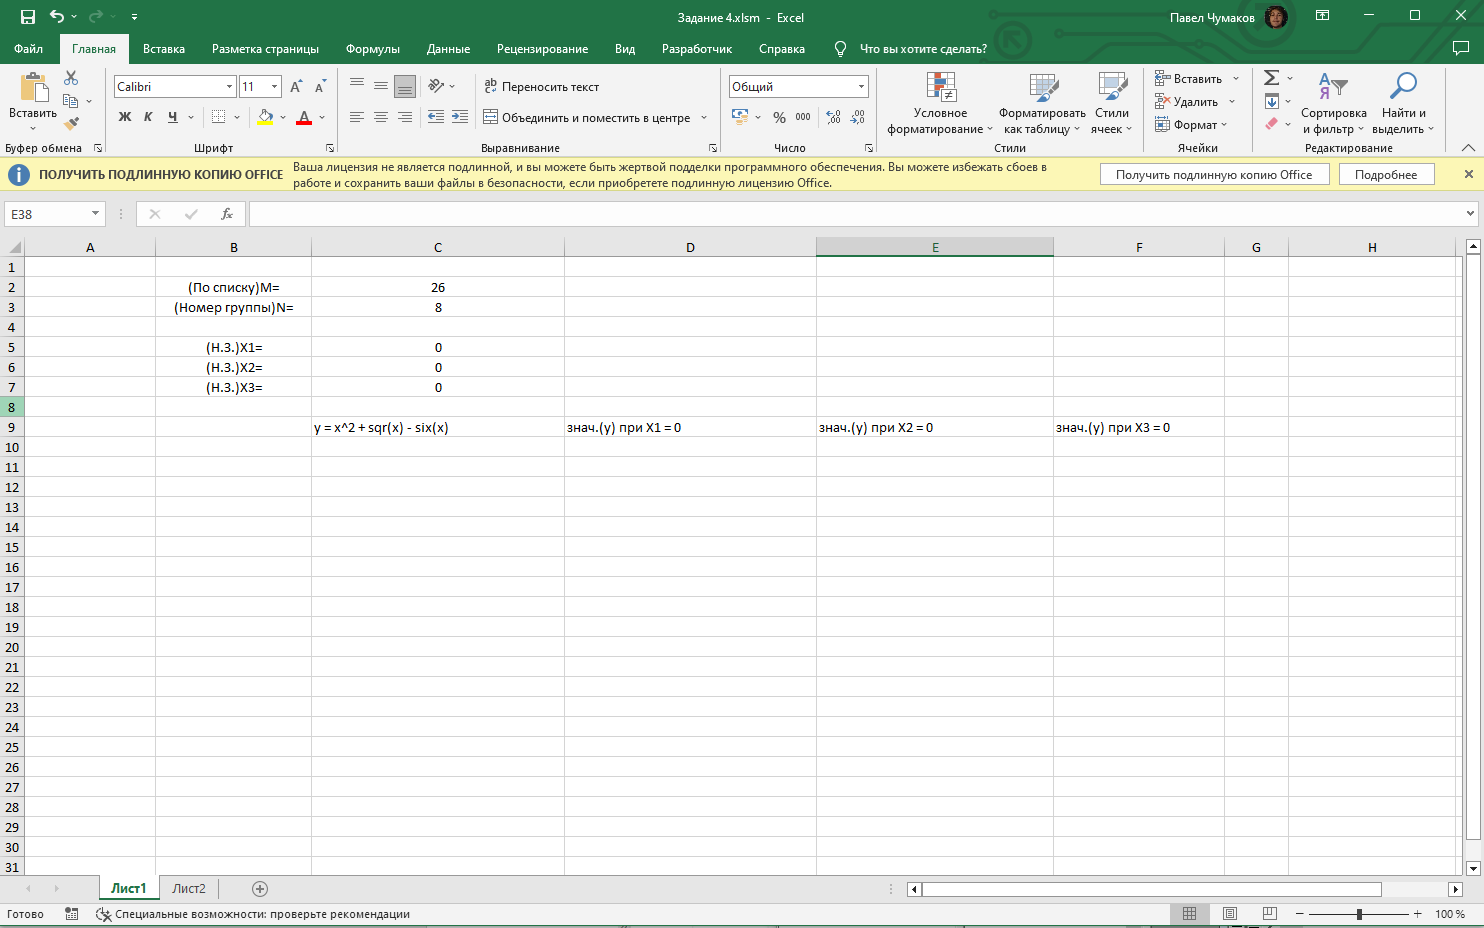 Задание 4.xlsm - Excel
Павел Чумаков
Файл Главная Вставка Разметка страницы Формулы Данные Рецензирование Вид Разработчик Справка Что вы хотите сделать?
Вставить
Буфер обмена
Calibri 11
Ж К Ч
Шрифт
Переносить текст
Объединить и поместить в центре
Выравнивание
Общий
% 000
Число
Условное форматирование
Форматировать как таблицу
Стили ячеек
Стили
Вставить
Удалить
Формат
Ячейки
Сортировка и фильтр
Найти и выделить
Редактирование
ПОЛУЧИТЬ ПОДЛИННУЮ КОПИЮ OFFICE
Ваша лицензия не является подлинной, и вы можете быть жертвой подделки программного обеспечения. Вы можете избежать сбоев в
работе и сохранить ваши файлы в безопасности, если приобретете подлинную лицензию Office.
Получить подлинную копию Office
Подробнее
E38
fx
A B C D E F G H
1
2 (По списку)M= 26
3 (Номер группы)N= 8
4
5 (Н.З.)X1= 0
6 (Н.З.)X2= 0
7 (Н.З.)X3= 0
8
9 y = x^2 + sqr(x) - six(x) знач.(y) при X1 = 0 знач.(y) при X2 = 0 знач.(y) при X3 = 0
10
11
12
13
14
15
16
17
18
19
20
21
22
23
24
25
26
27
28
29
30
31
Лист1 Лист2
Готово
Специальные возможности: проверьте рекомендации
100 %